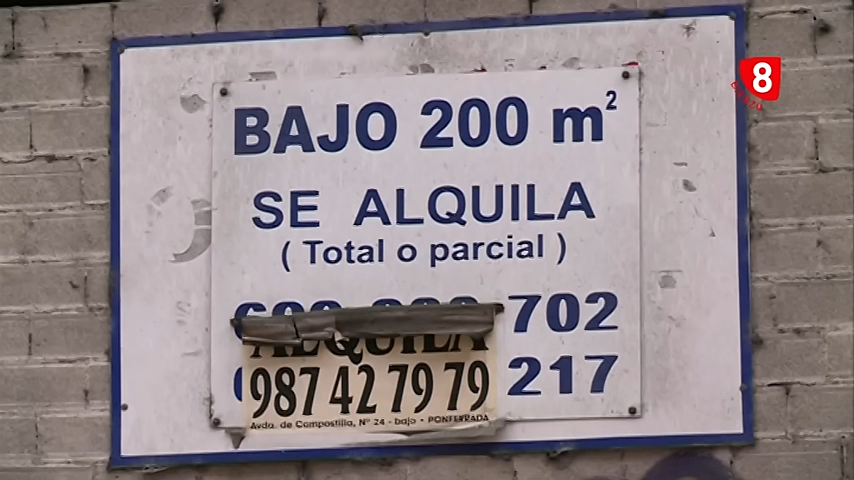 8
BAJO 200 m²
SE ALQUILA
( Total o parcial )
702
ALQUILA
987 42 79 79
217
Avda. de Compostilla, Nº 24 - bajo • PONFERRADA